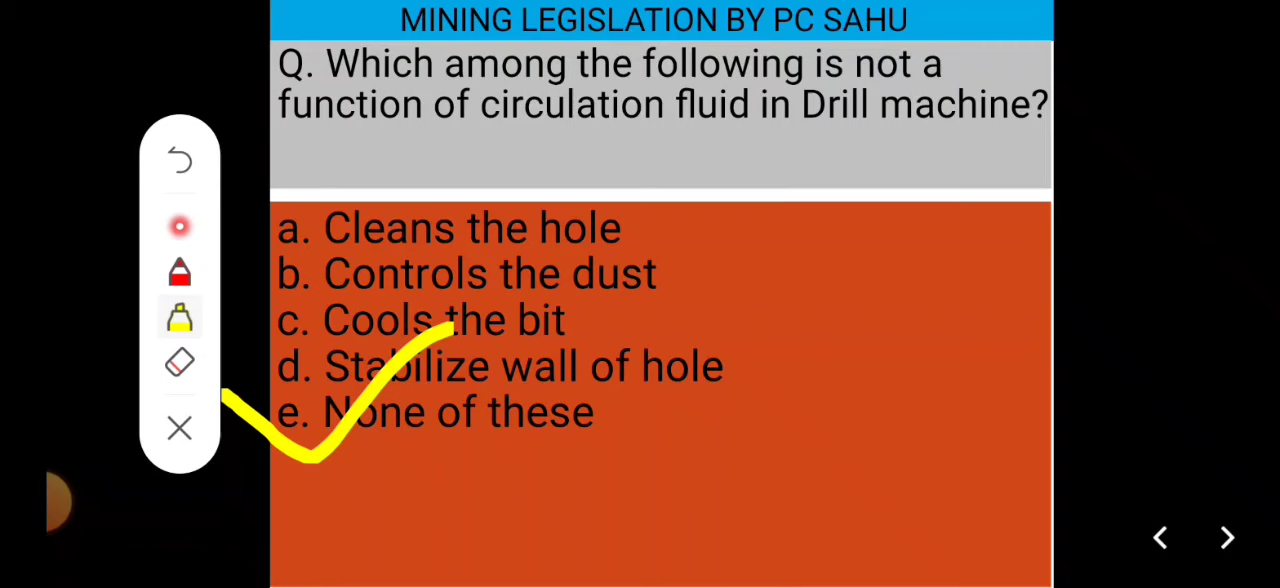 MINING LEGISLATION BY PC SAHU
Q. Which among the following is not a
function of circulation fluid in Drill machine?
a. Cleans the hole
b. Controls the dust
c. Cools the bit
d. Stabilize wall of hole
e. None of these